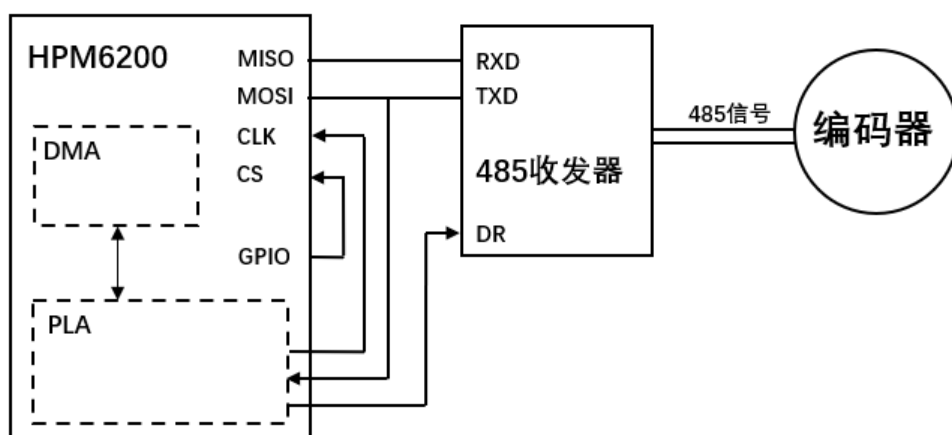 HPM6200
MISO
MOSI
CLK
CS
GPIO
DMA
PLA
RXD
TXD
485收发器
DR
485信号
编码器